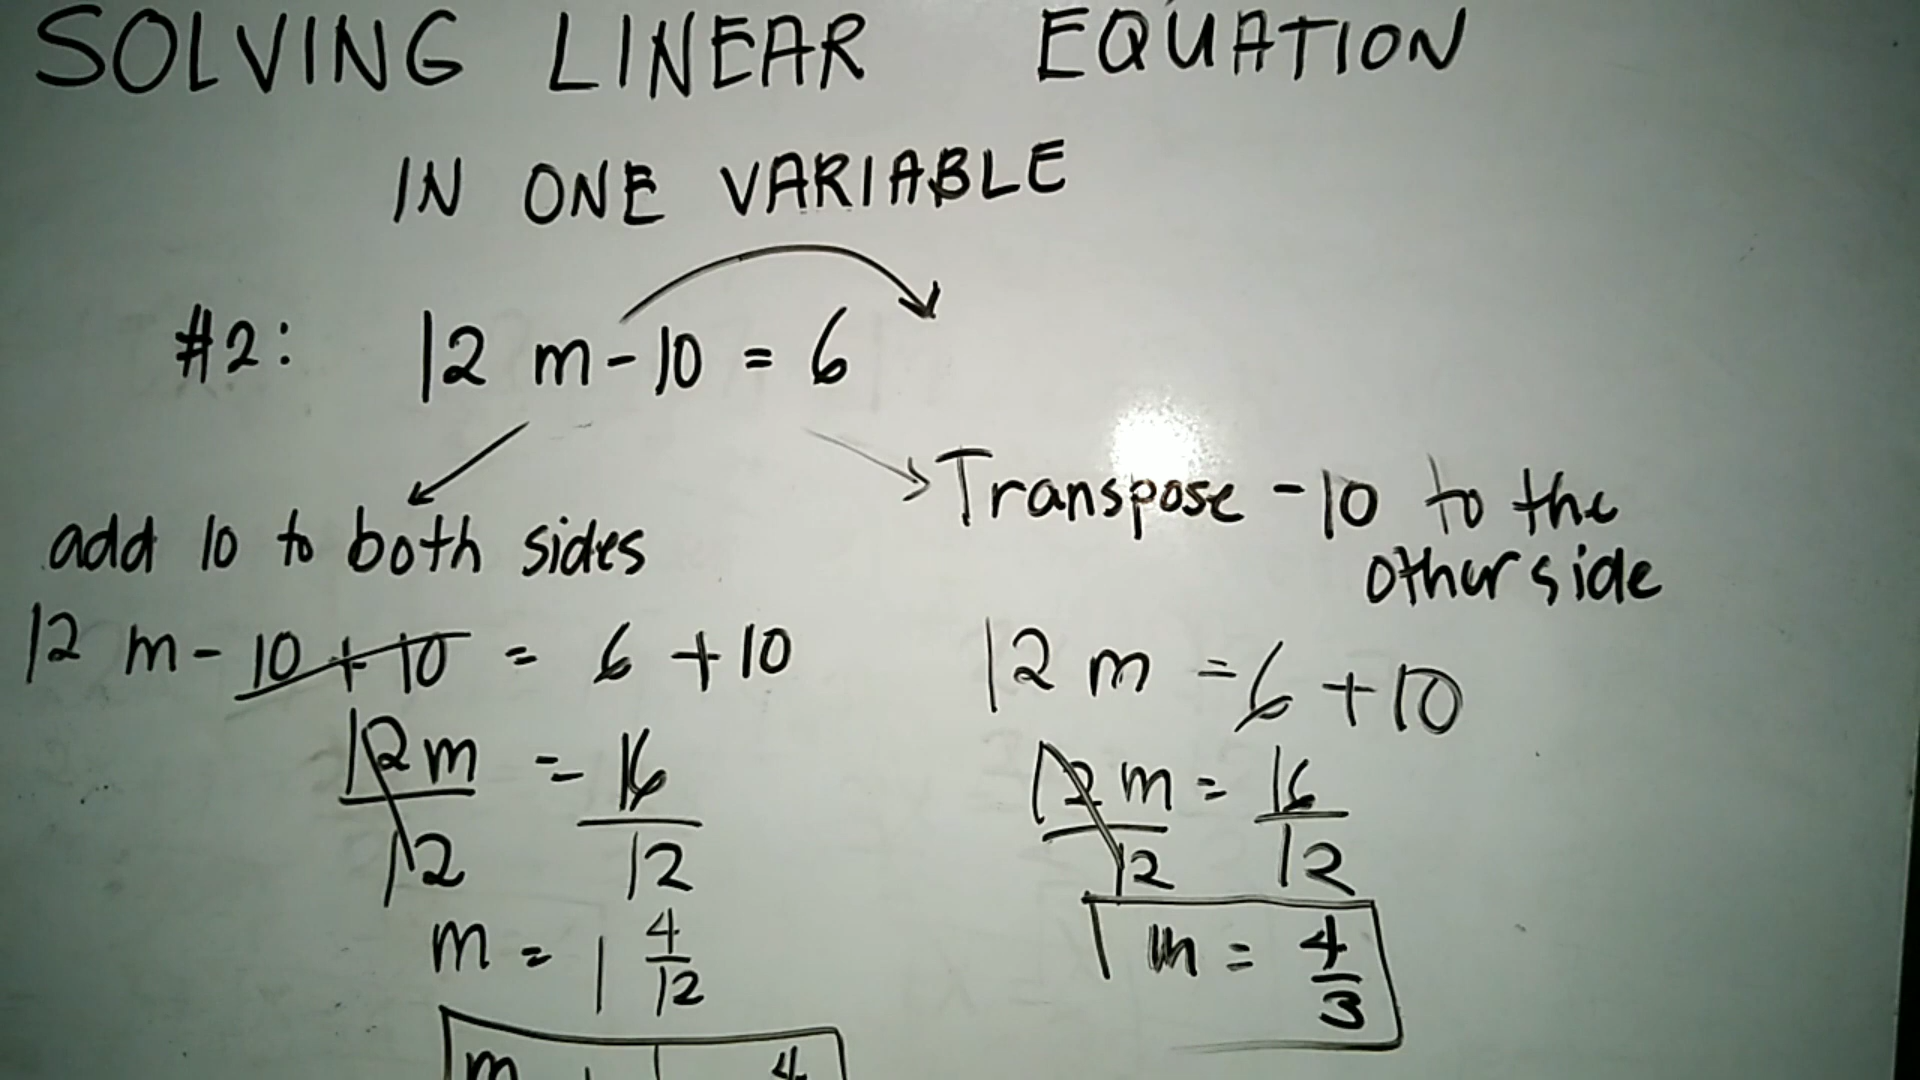 SOLVING LINEAR EQUATION
IN ONE VARIABLE
#2: 12 m - 10 = 6
add 10 to both sides
12 m - 10 + 10 = 6 + 10
12m = 16
12 12
m = 1 4/12
m 4
Transpose -10 to the
other side
12 m = 6 + 10
12 m = 16
12 12
m = 4/3